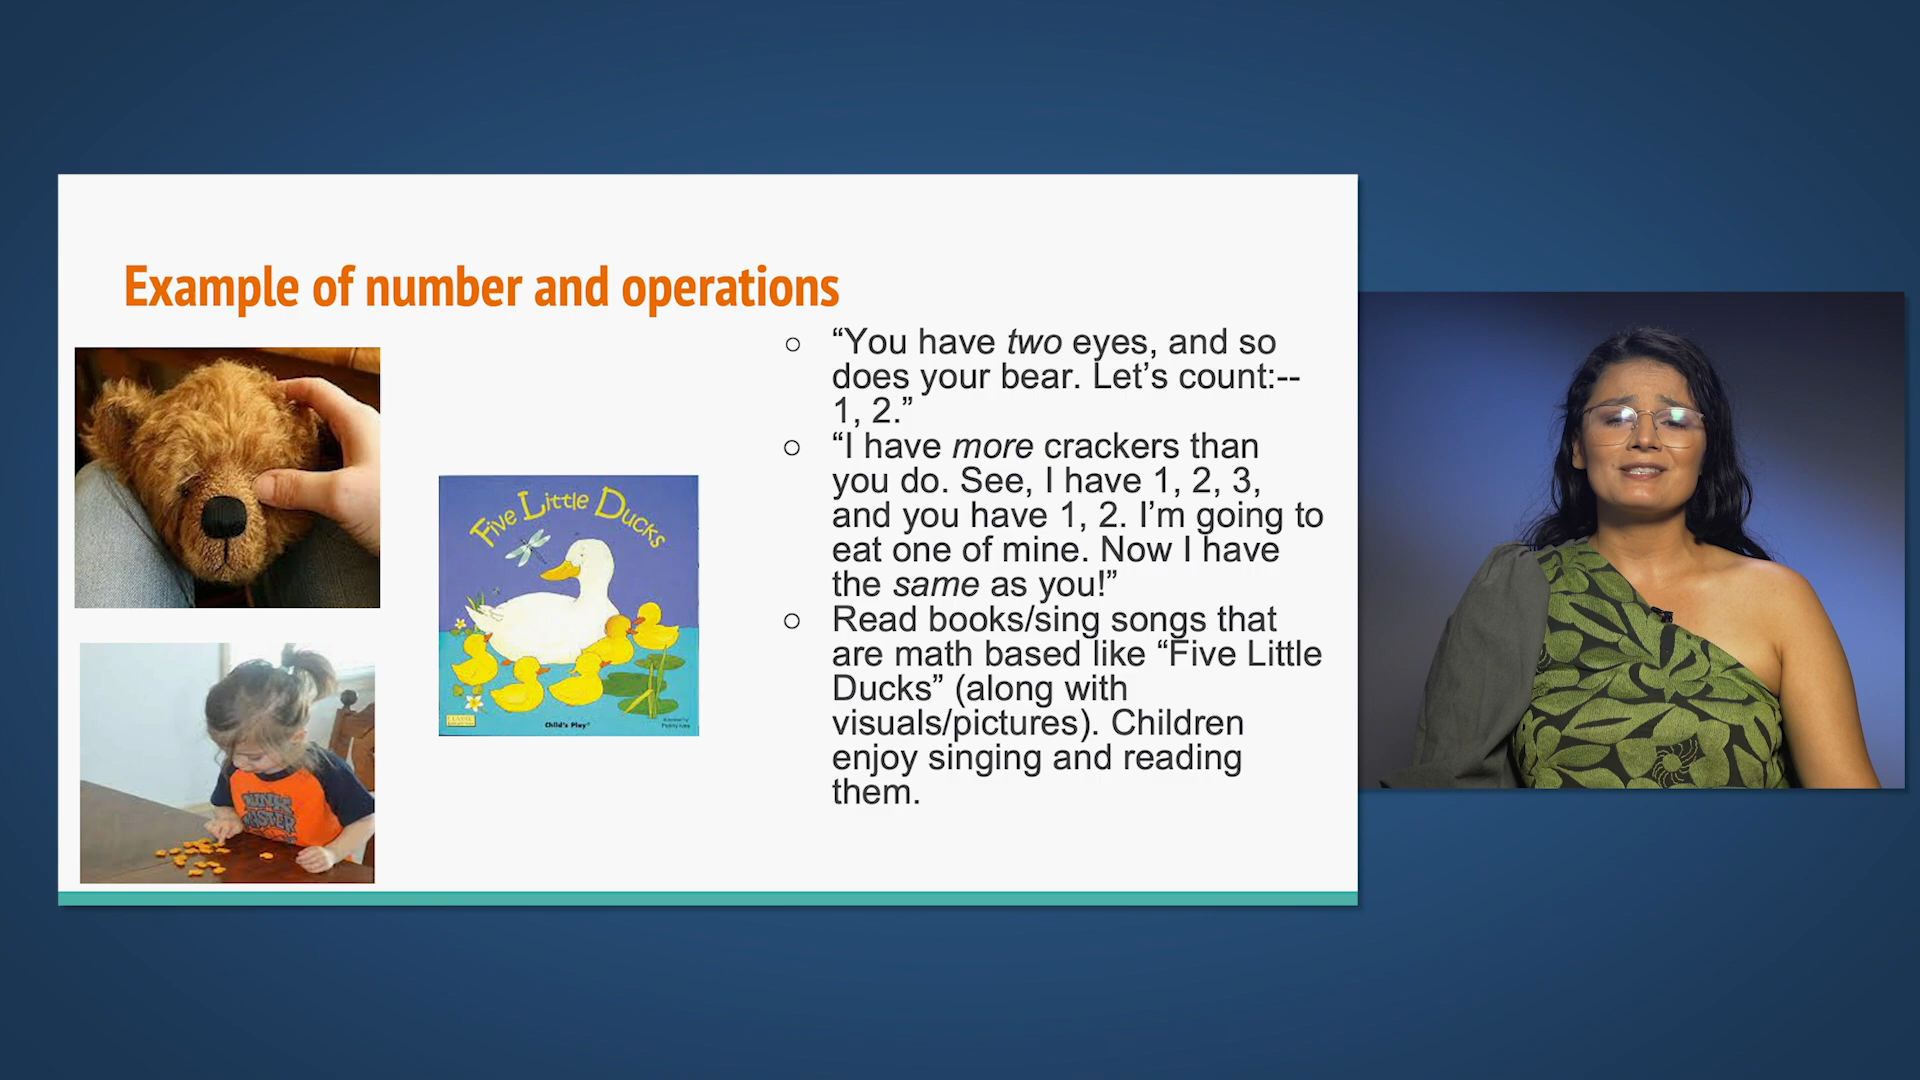 Example of number and operations
○ “You have two eyes, and so
does your bear. Let’s count:--
1, 2.”
○ “I have more crackers than
you do. See, I have 1, 2, 3,
and you have 1, 2. I’m going to
eat one of mine. Now I have
the same as you!”
○ Read books/sing songs that
are math based like “Five Little
Ducks” (along with
visuals/pictures). Children
enjoy singing and reading
them.
Five Little Ducks
Child's Play